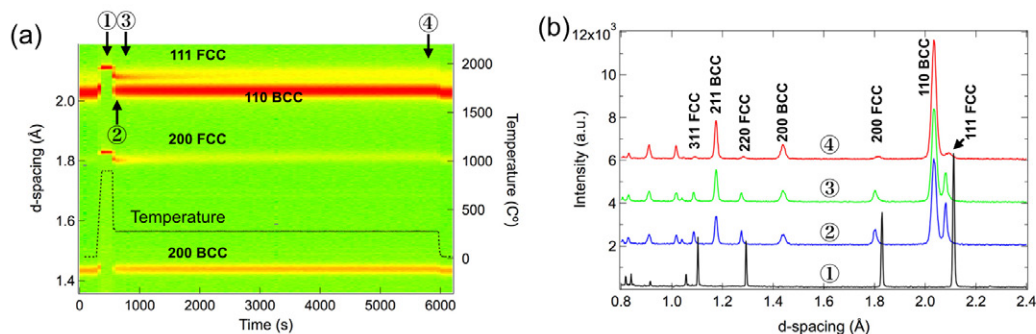 (a)
① ③ ④
111 FCC
110 BCC
②
200 FCC
Temperature
200 BCC
2.0
1.8
1.6
1.4
d-spacing (Å)
2000
1500
1000
500
0
Temperature (C⁰)
0 1000 2000 3000 4000 5000 6000
Time (s)
(b)
12x10³
10
8
6
4
2
0
Intensity (a.u.)
311 FCC
211 BCC
220 FCC
200 BCC
200 FCC
110 BCC
111 FCC
④
③
②
①
0.8 1.0 1.2 1.4 1.6 1.8 2.0 2.2 2.4
d-spacing (Å)